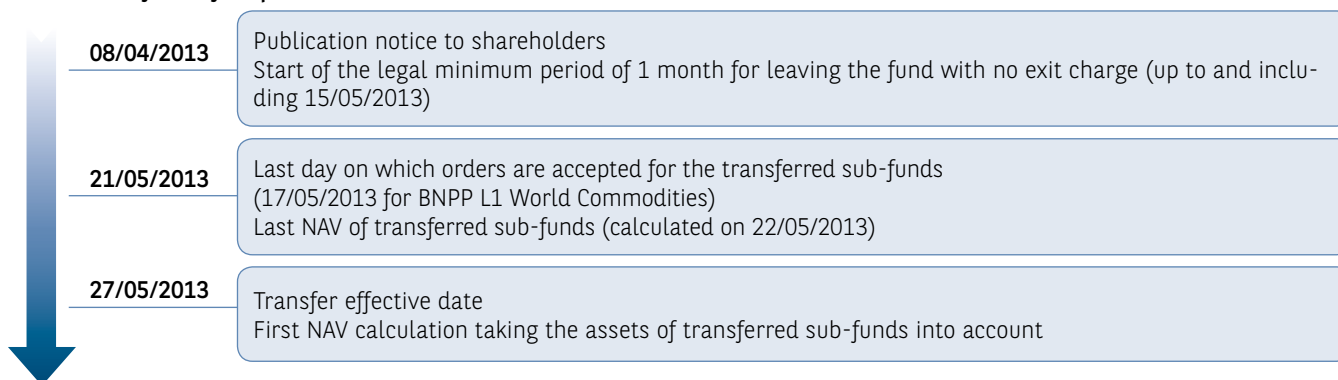 08/04/2013
Publication notice to shareholders
Start of the legal minimum period of 1 month for leaving the fund with no exit charge (up to and inclu-
ding 15/05/2013)
21/05/2013
Last day on which orders are accepted for the transferred sub-funds
(17/05/2013 for BNPP L1 World Commodities)
Last NAV of transferred sub-funds (calculated on 22/05/2013)
27/05/2013
Transfer effective date
First NAV calculation taking the assets of transferred sub-funds into account